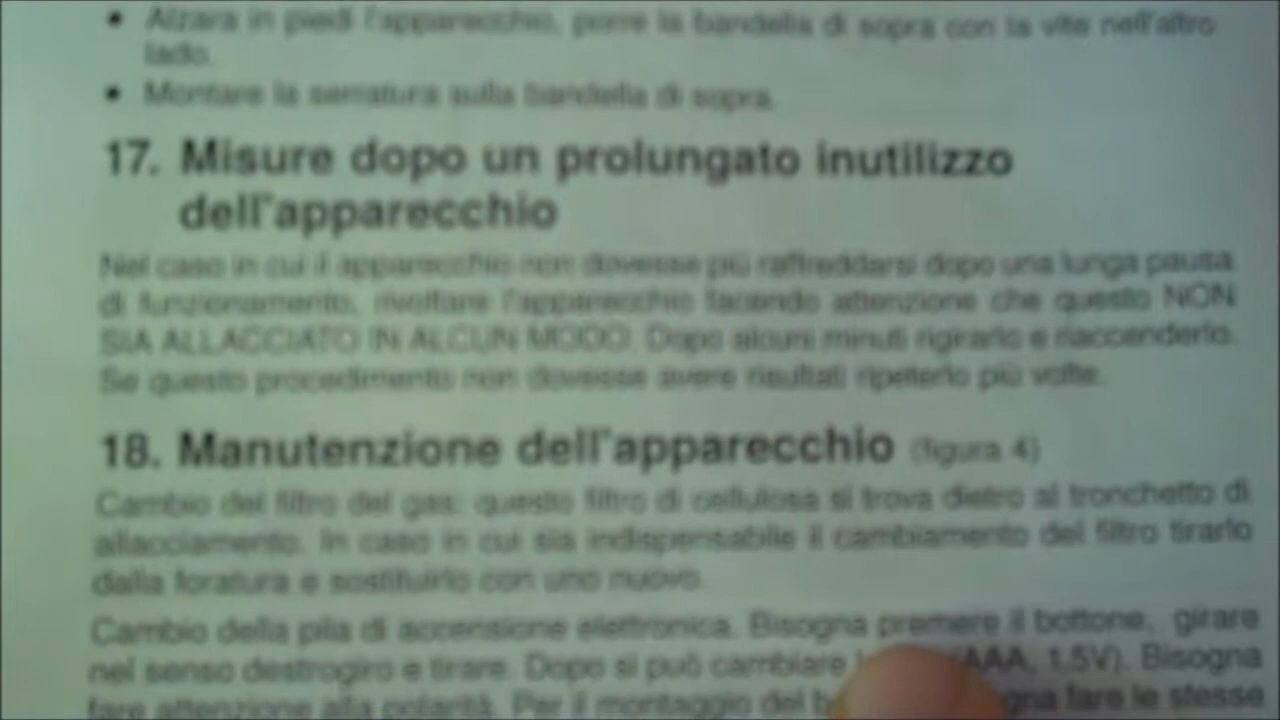 • Alzara in piedi l'apparecchio, porre la bandella di sopra con la vite nell'altro
lado.
• Montare la serratura sulla bandella di sopra.
17. Misure dopo un prolungato inutilizzo
dell'apparecchio
Nel caso in cui il apparecchio non dovesse più raffreddarsi dopo una lunga pausa
di funzionamento, rivoltare l'apparecchio facendo attenzione che questo NON
SIA ALLACCIATO IN ALCUN MODO. Dopo alcuni minuti rigirarlo e riaccenderlo.
Se questo procedimento non dovesse avere risultati ripeterlo più volte.
18. Manutenzione dell'apparecchio (figura 4)
Cambio del filtro del gas: questo filtro di cellulosa si trova dietro al tronchetto di
allacciamento. In caso in cui sia indispensabile il cambiamento del filtro tirarlo
dalla foratura e sostituirlo con uno nuovo.
Cambio della pila di accensione elettronica. Bisogna premere il bottone, girare
nel senso destrogiro e tirare. Dopo si può cambiare (AAA, 1,5V). Bisogna
fare attenzione alla polarità. Per il montaggio del fare le stesse